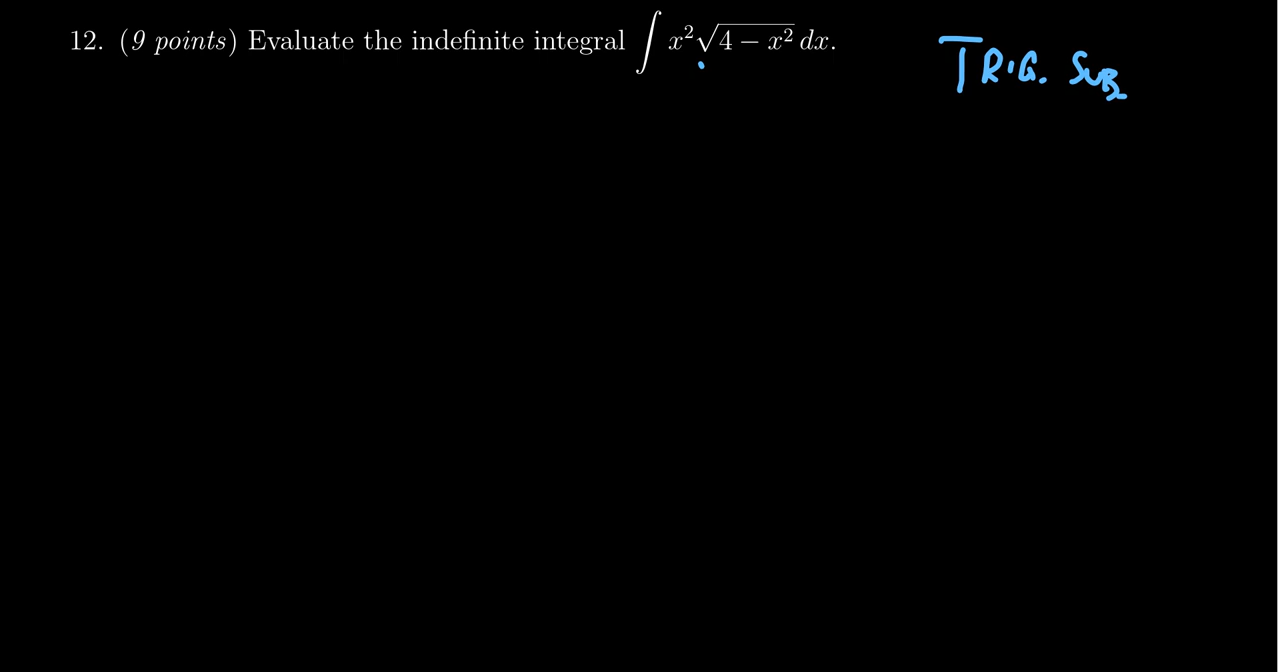 12. (9 points) Evaluate the indefinite integral ∫ x²√(4 − x²) dx.
TRIG. SUB